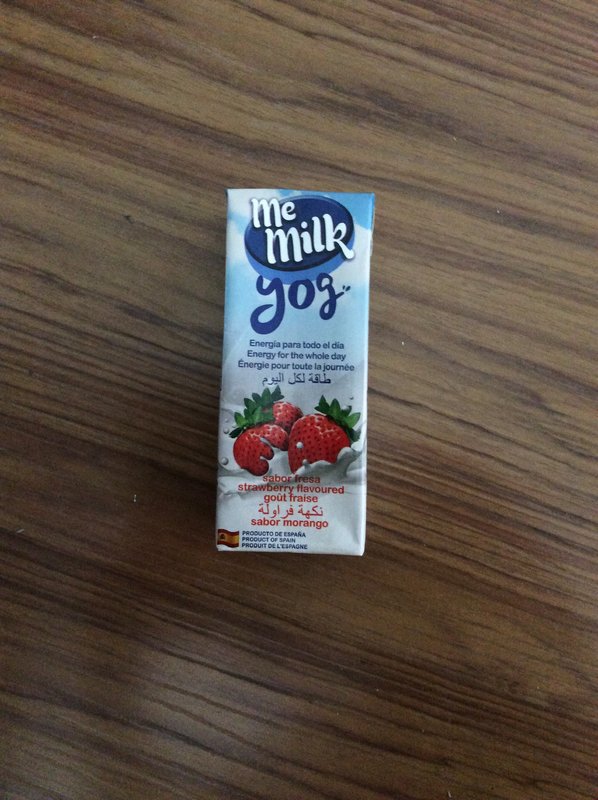 Me
Milk
yog
Energía para todo el día
Energy for the whole day
Énergie pour toute la journée
طاقة لكل اليوم
sabor fresa
strawberry flavoured
goût fraise
نكهة فراولة
sabor morango
PRODUCTO DE ESPAÑA
PRODUCT OF SPAIN
PRODUIT DE L'ESPAGNE